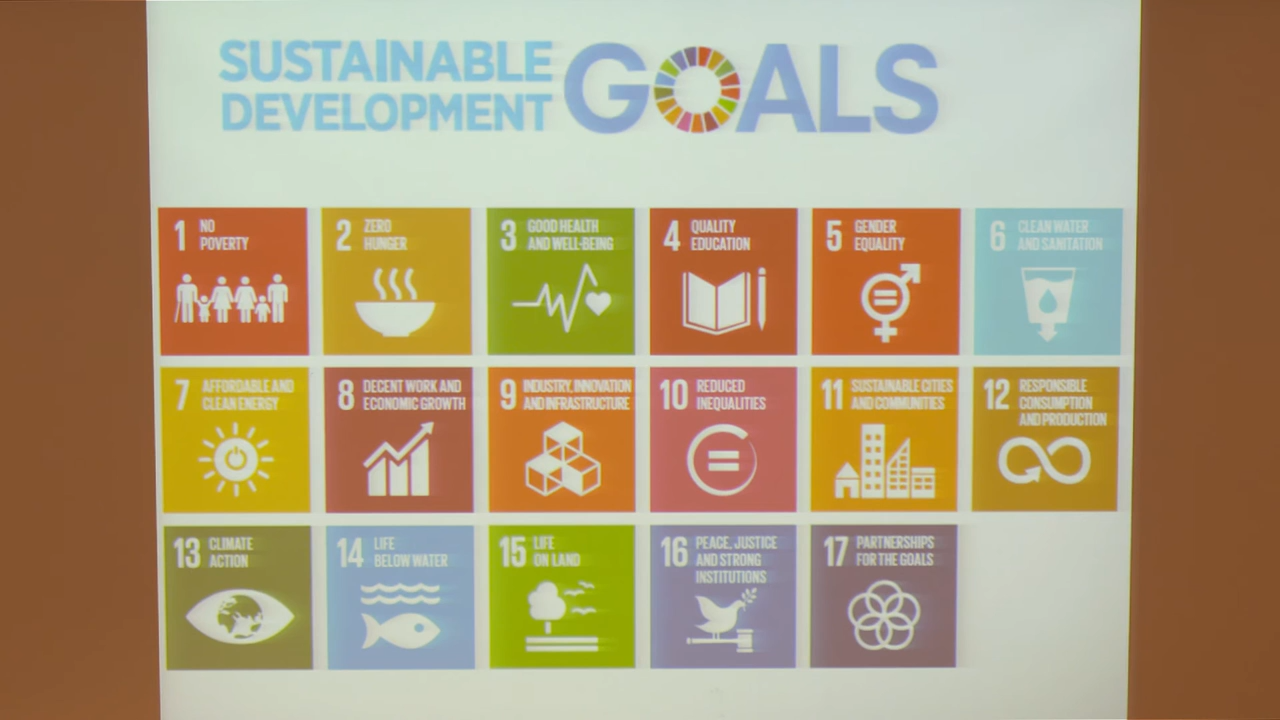 SUSTAINABLE
DEVELOPMENT
GOALS
1 NO
POVERTY
2 ZERO
HUNGER
3 GOOD HEALTH
AND WELL-BEING
4 QUALITY
EDUCATION
5 GENDER
EQUALITY
6 CLEAN WATER
AND SANITATION
7 AFFORDABLE AND
CLEAN ENERGY
8 DECENT WORK AND
ECONOMIC GROWTH
9 INDUSTRY, INNOVATION
AND INFRASTRUCTURE
10 REDUCED
INEQUALITIES
11 SUSTAINABLE CITIES
AND COMMUNITIES
12 RESPONSIBLE
CONSUMPTION
AND PRODUCTION
13 CLIMATE
ACTION
14 LIFE
BELOW WATER
15 LIFE
ON LAND
16 PEACE, JUSTICE
AND STRONG
INSTITUTIONS
17 PARTNERSHIPS
FOR THE GOALS